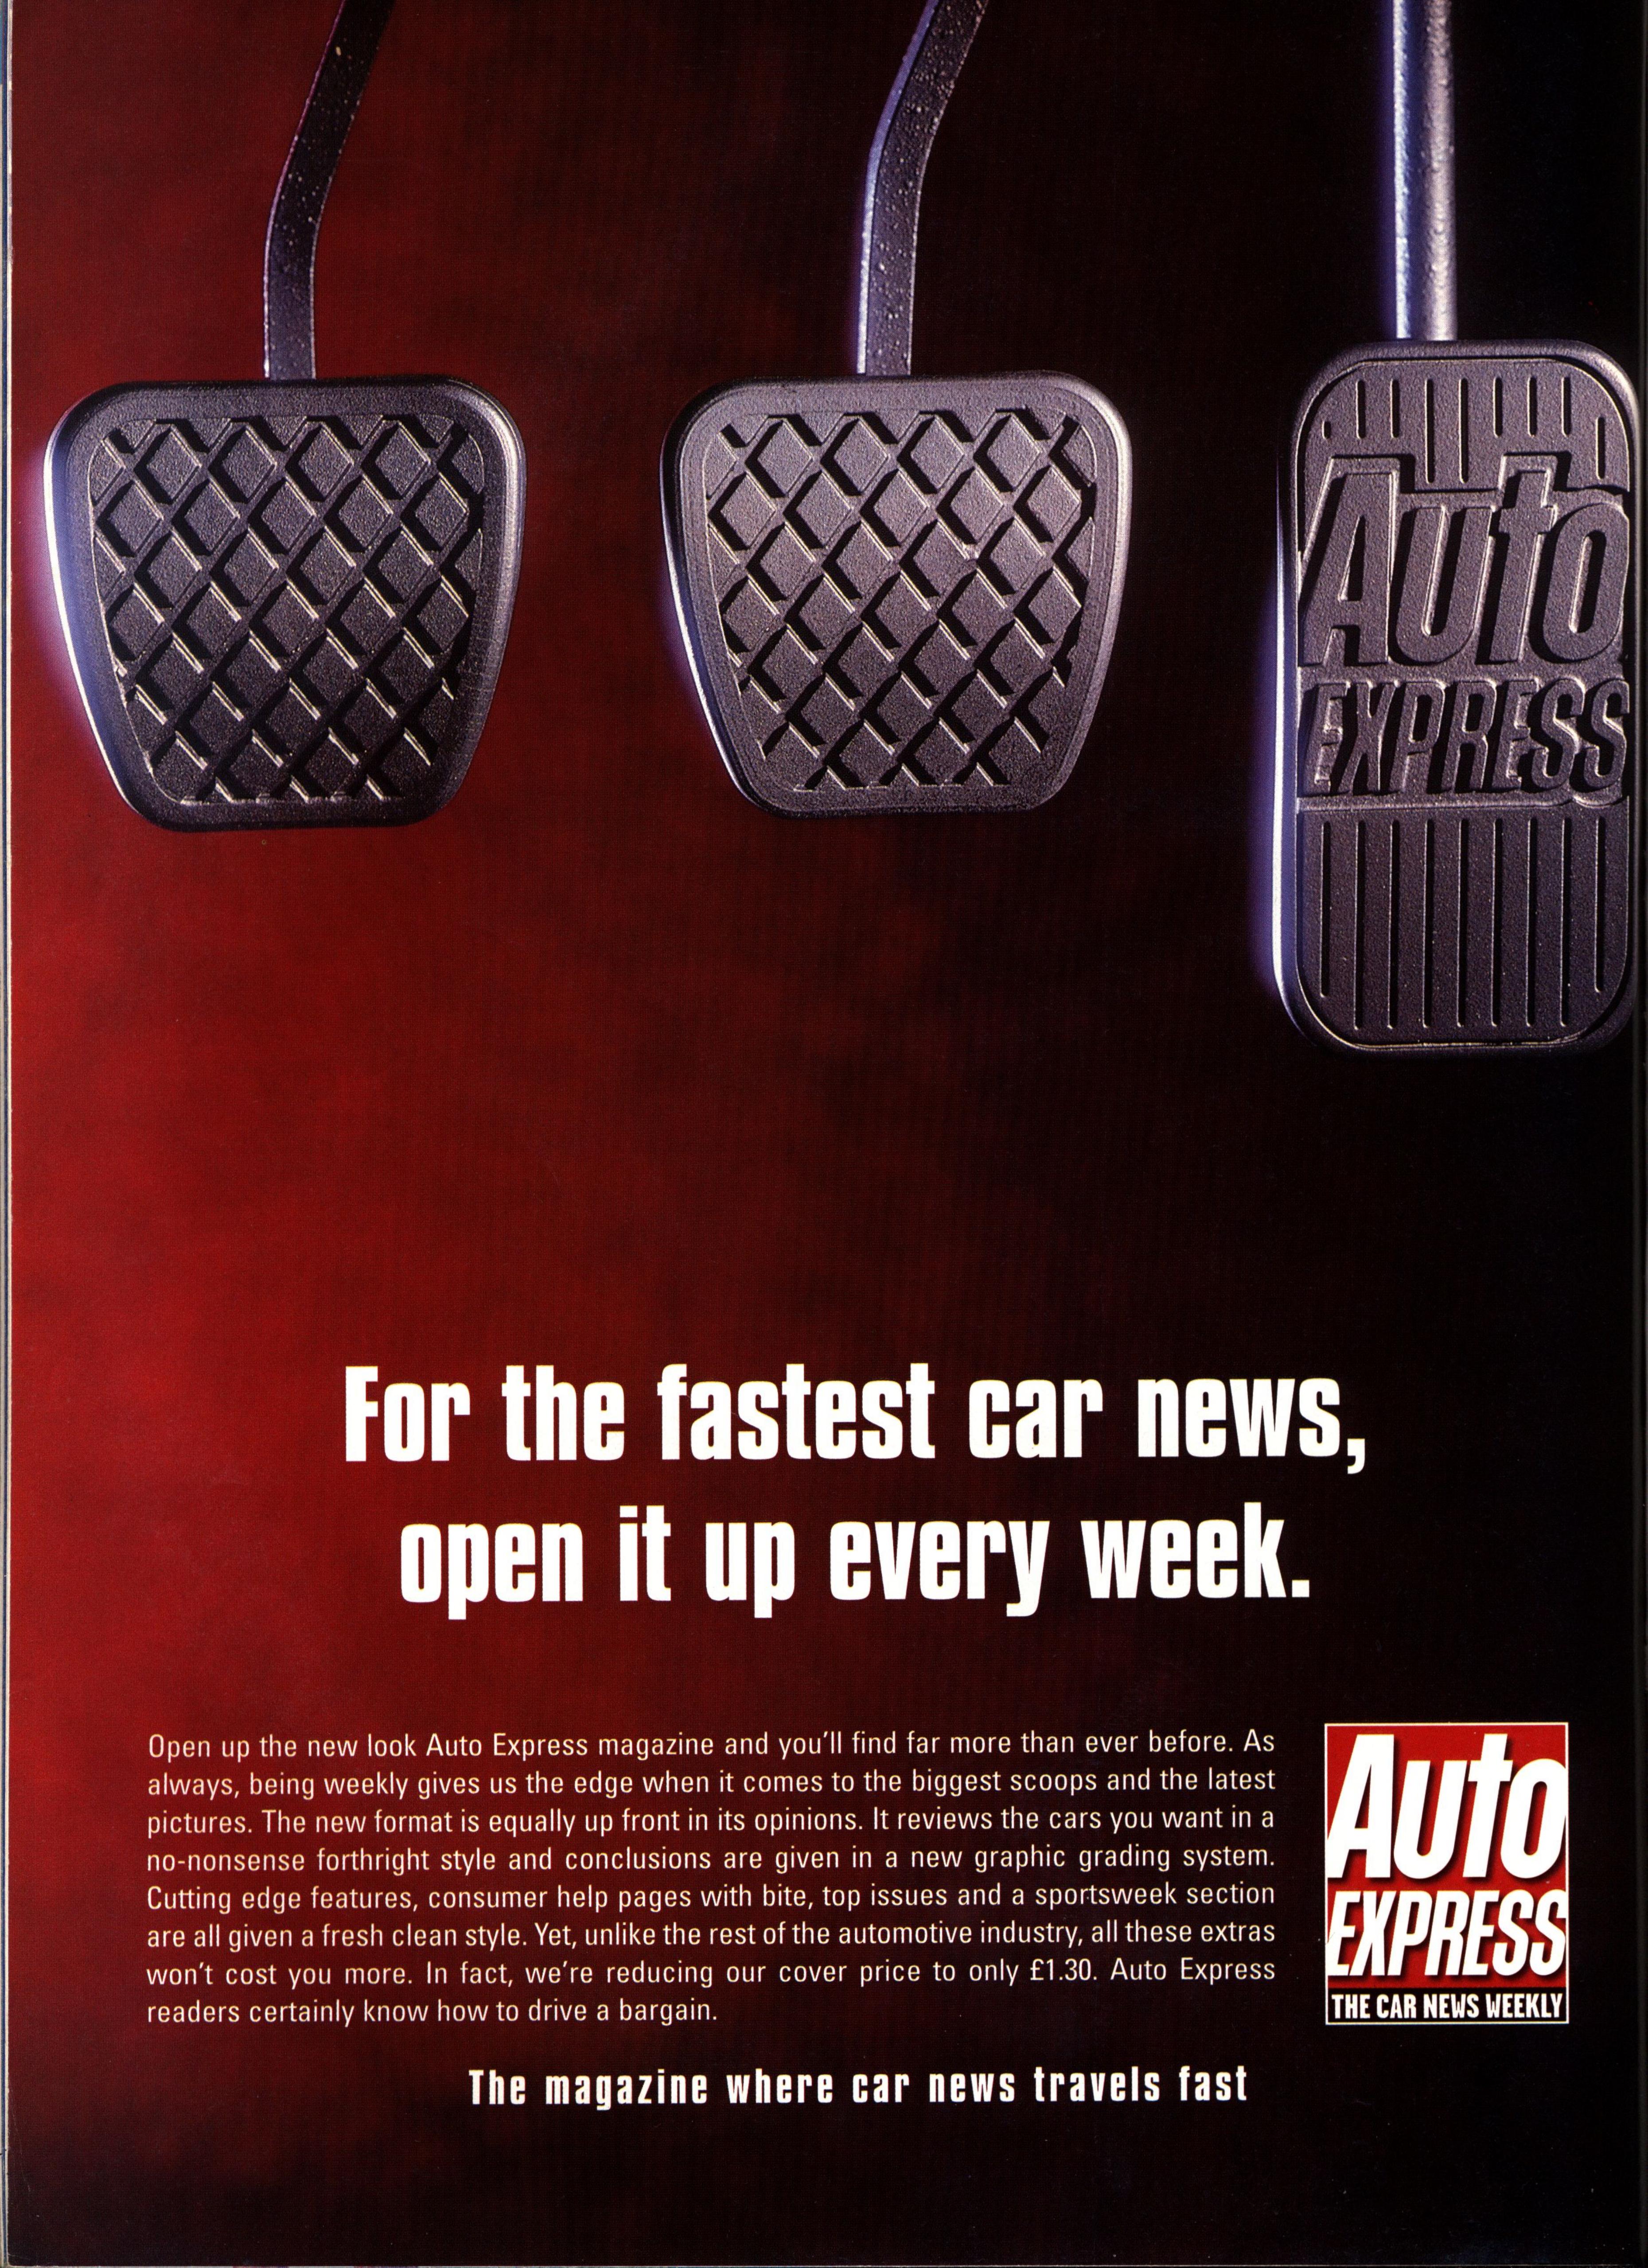 Auto
EXPRESS
For the fastest car news,
open it up every week.
Open up the new look Auto Express magazine and you'll find far more than ever before. As
always, being weekly gives us the edge when it comes to the biggest scoops and the latest
pictures. The new format is equally up front in its opinions. It reviews the cars you want in a
no-nonsense forthright style and conclusions are given in a new graphic grading system.
Cutting edge features, consumer help pages with bite, top issues and a sportsweek section
are all given a fresh clean style. Yet, unlike the rest of the automotive industry, all these extras
won't cost you more. In fact, we're reducing our cover price to only £1.30. Auto Express
readers certainly know how to drive a bargain.
Auto
EXPRESS
THE CAR NEWS WEEKLY
The magazine where car news travels fast